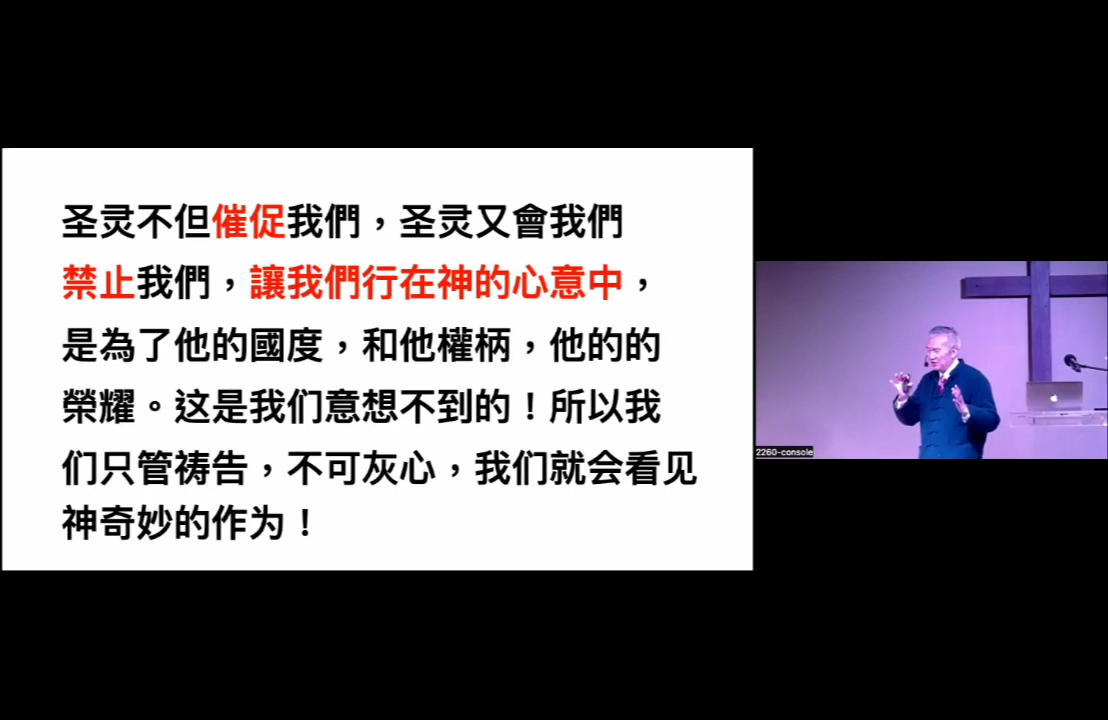 圣灵不但催促我們，圣灵又會我們
禁止我們，讓我們行在神的心意中，
是為了他的國度，和他權柄，他的的
榮耀。这是我们意想不到的！所以我
们只管祷告，不可灰心，我们就会看见
神奇妙的作为！
2260-console